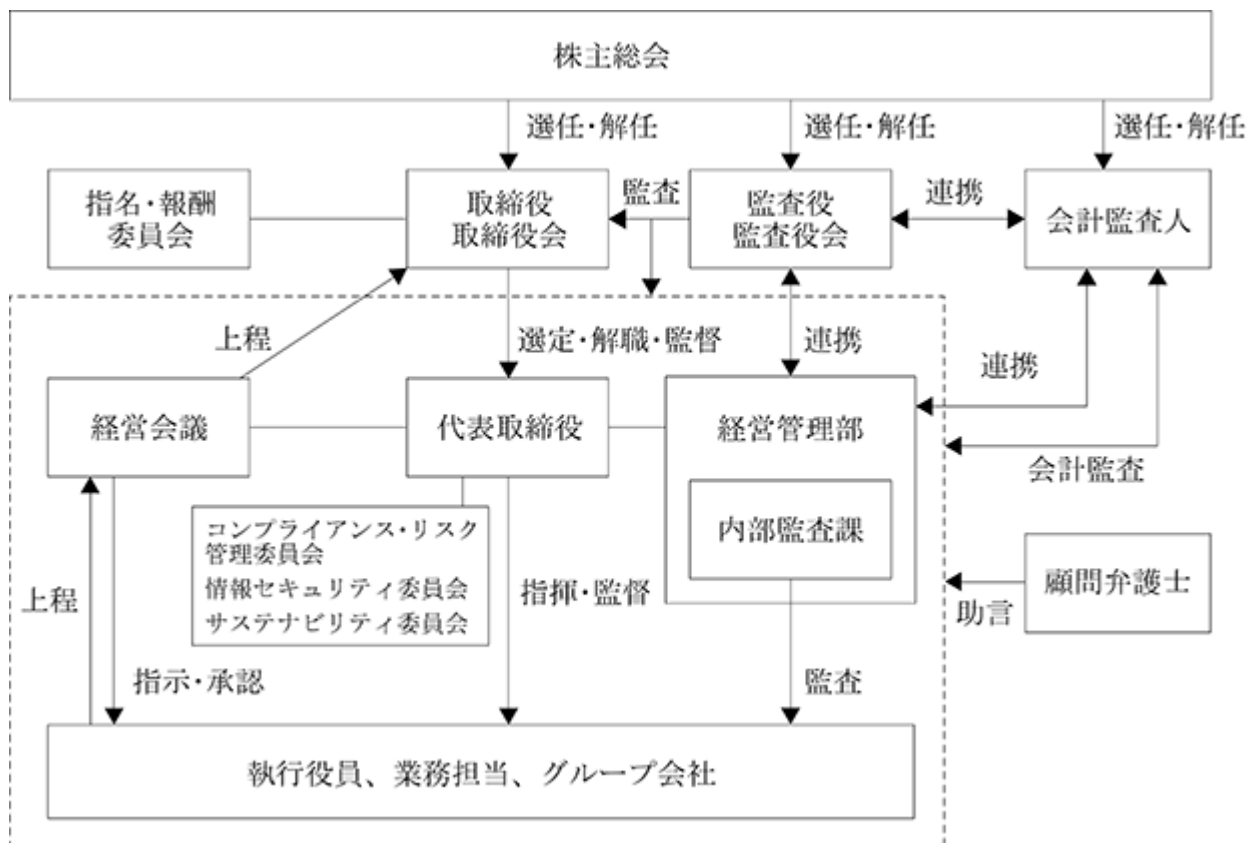 株主総会
選任・解任
選任・解任
選任・解任
指名・報酬
委員会
取締役
取締役会
監査
監査役
監査役会
連携
会計監査人
上程
選定・解職・監督
連携
連携
経営会議
代表取締役
経営管理部
会計監査
内部監査課
コンプライアンス・リスク
管理委員会
情報セキュリティ委員会
サステナビリティ委員会
上程
指揮・監督
顧問弁護士
助言
指示・承認
監査
執行役員、業務担当、グループ会社